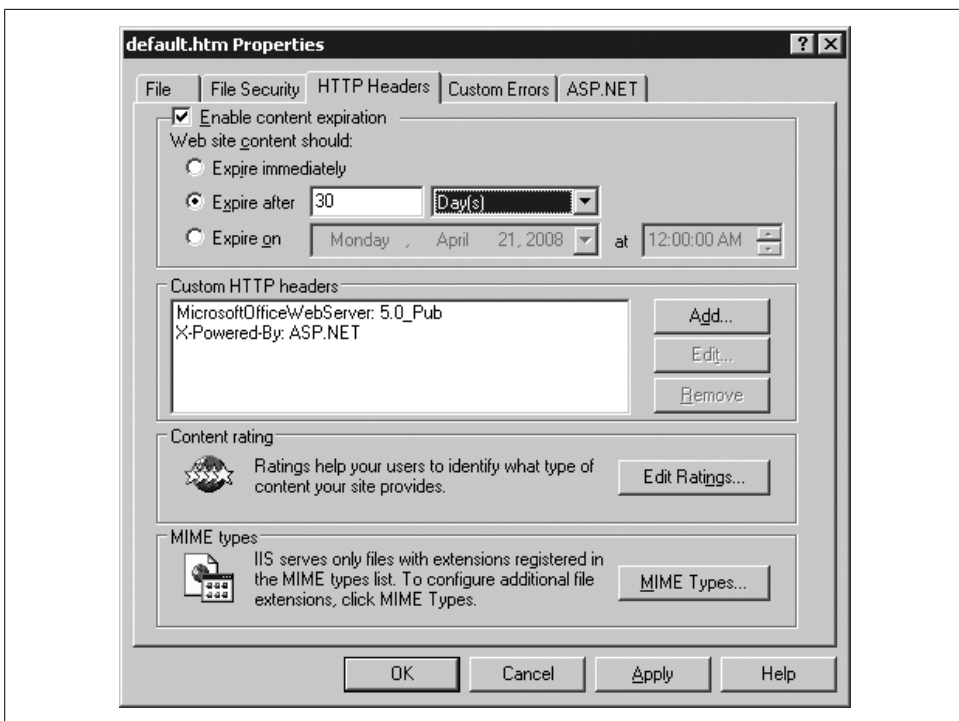 default.htm Properties
File File Security HTTP Headers Custom Errors ASP.NET
Enable content expiration
Web site content should:
Expire immediately
Expire after 30 Day(s)
Expire on Monday , April 21, 2008 at 12:00:00 AM
Custom HTTP headers
MicrosoftOfficeWebServer: 5.0_Pub
X-Powered-By: ASP.NET
Add...
Edit...
Remove
Content rating
Ratings help your users to identify what type of
content your site provides.
Edit Ratings...
MIME types
IIS serves only files with extensions registered in
the MIME types list. To configure additional file
extensions, click MIME Types.
MIME Types...
OK Cancel Apply Help